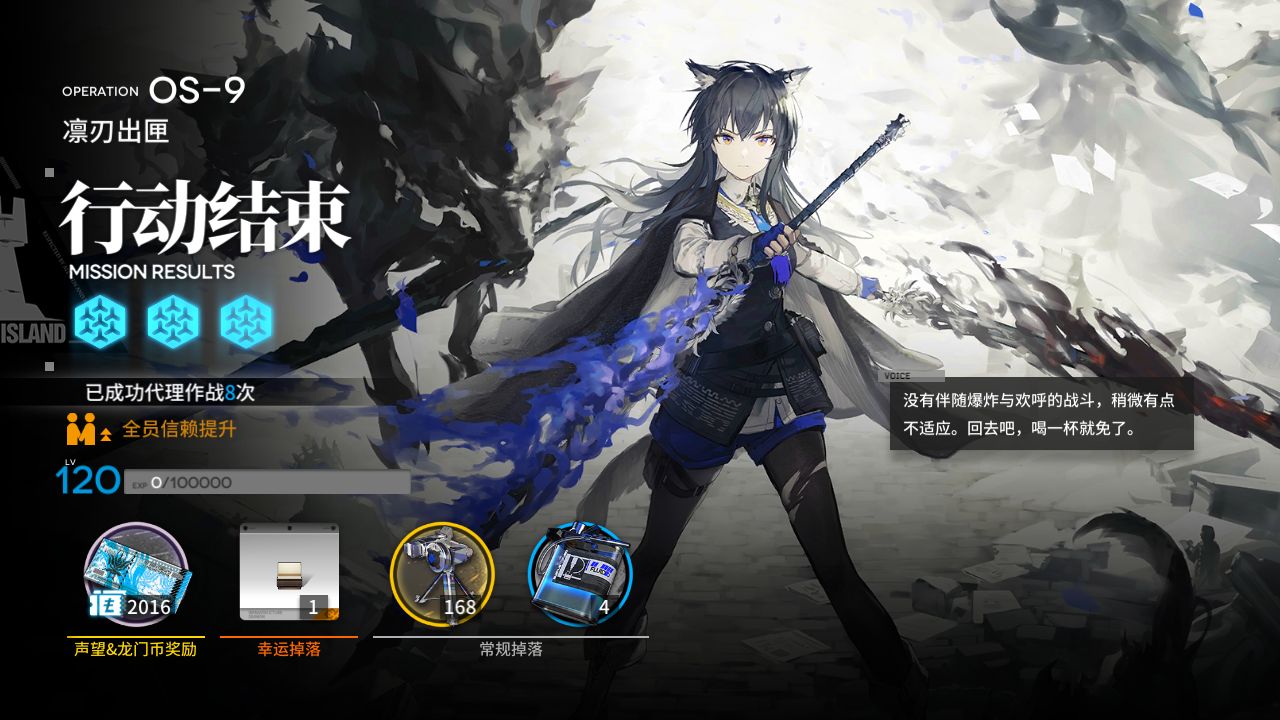 OPERATION OS-9
凛刃出匣
行动结束
MISSION RESULTS
ISLAND
已成功代理作战8次
全员信赖提升
LV
120
EXP 0/100000
VOICE
没有伴随爆炸与欢呼的战斗，稍微有点
不适应。回去吧，喝一杯就免了。
2016
1
168
4
声望&龙门币奖励
幸运掉落
常规掉落